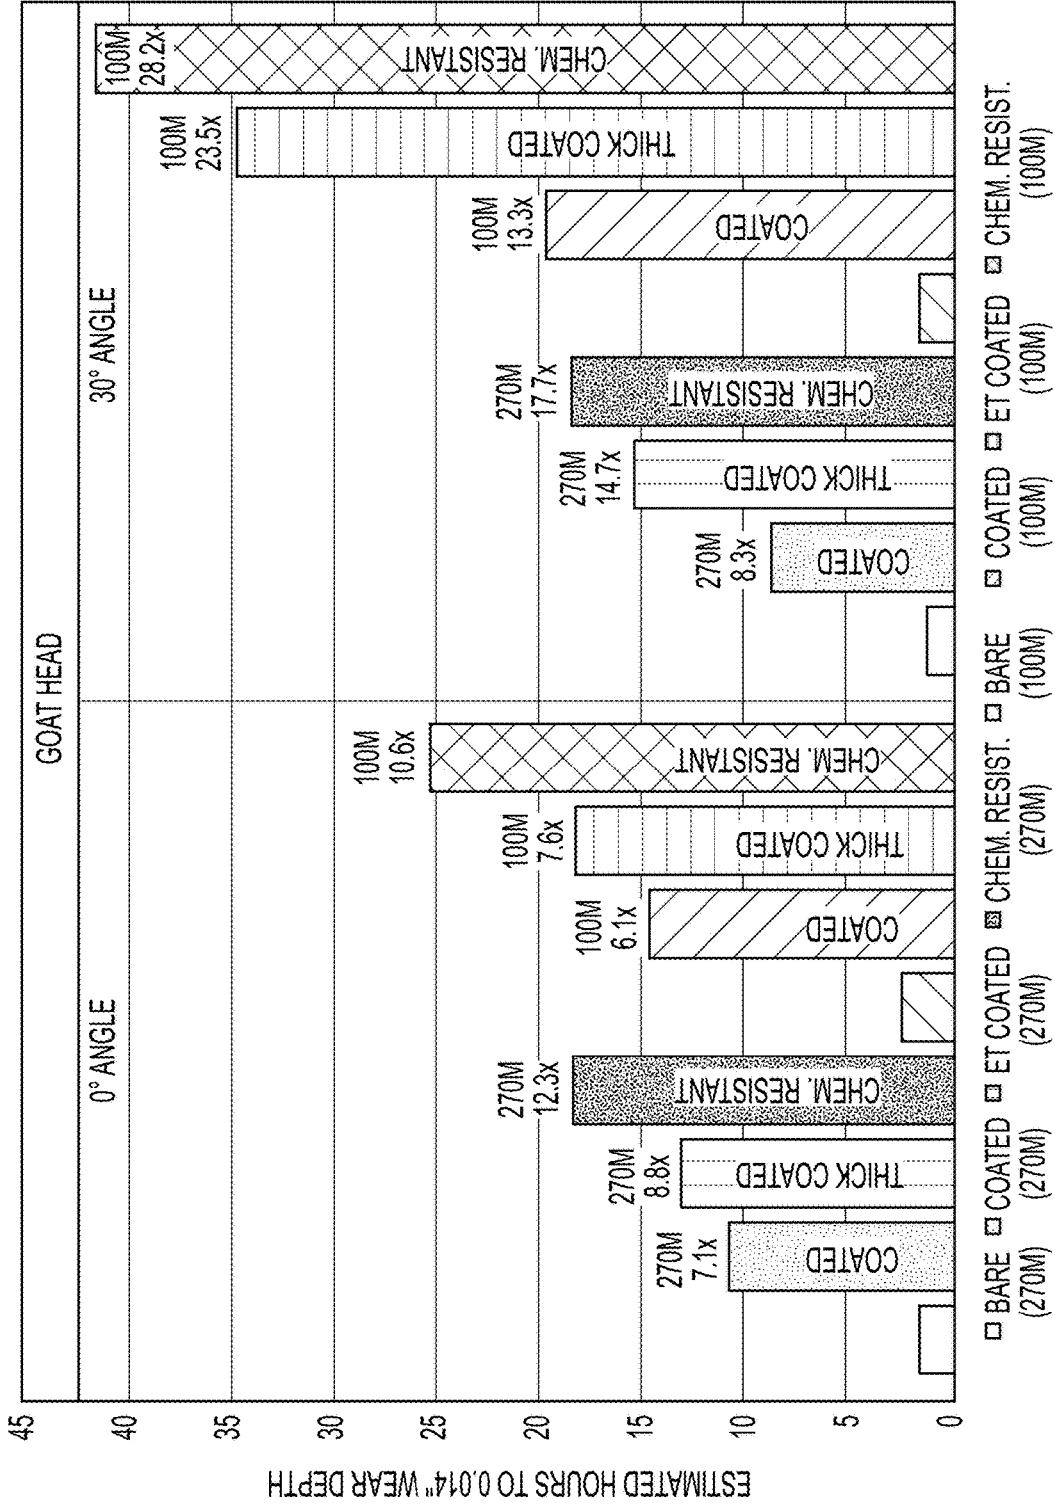 GOAT HEAD
0° ANGLE
30° ANGLE
ESTIMATED HOURS TO 0.014" WEAR DEPTH
45
40
35
30
25
20
15
10
5
0
270M
7.1x
COATED
270M
8.8x
THICK COATED
270M
12.3x
CHEM. RESISTANT
100M
6.1x
COATED
100M
7.6x
THICK COATED
100M
10.6x
CHEM. RESISTANT
270M
8.3x
COATED
270M
14.7x
THICK COATED
270M
17.7x
CHEM. RESISTANT
100M
13.3x
COATED
100M
23.5x
THICK COATED
100M
28.2x
CHEM. RESISTANT
BARE COATED ET COATED CHEM. RESIST. BARE COATED ET COATED CHEM. RESIST.
(270M) (270M) (270M) (270M) (100M) (100M) (100M) (100M)